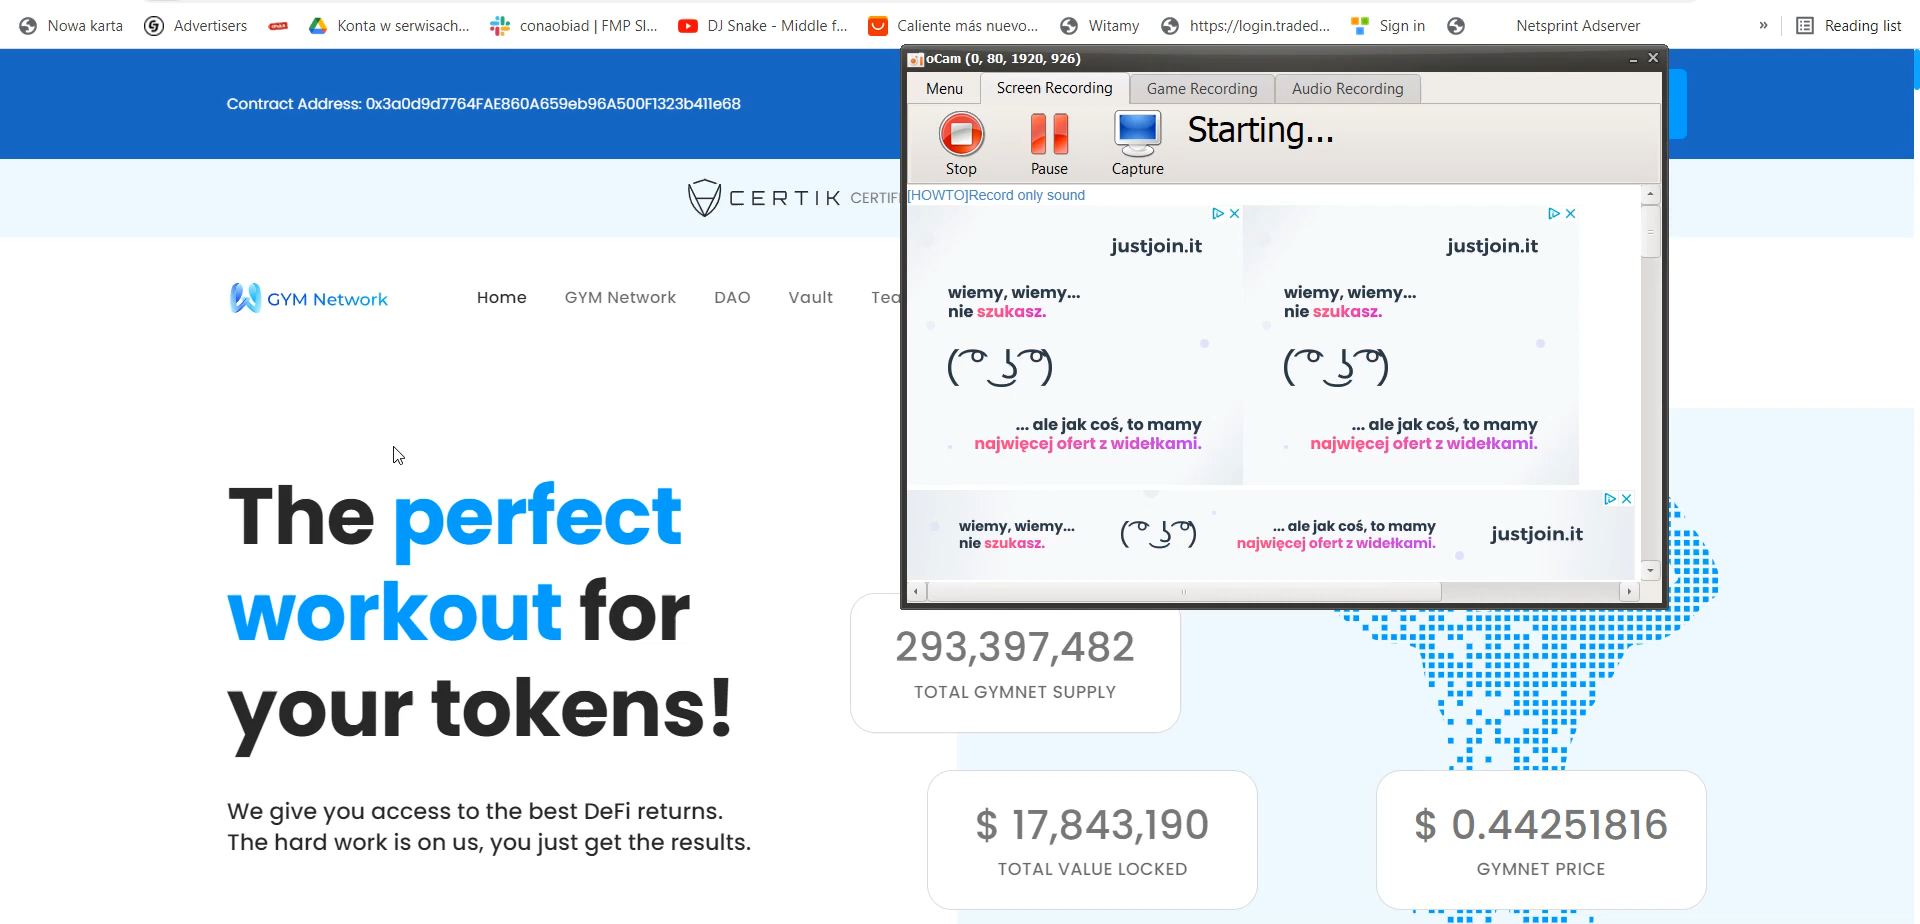 Nowa karta
Advertisers
Konta w serwisach...
conaobiad | FMP Sl...
DJ Snake - Middle f...
Caliente más nuevo...
Witamy
https://login.traded...
Sign in
Netsprint Adserver
»
Reading list
oCam (0, 80, 1920, 926)
Menu
Screen Recording
Game Recording
Audio Recording
Stop
Pause
Capture
Starting...
[HOWTO]Record only sound
justjoin.it
wiemy, wiemy...
nie szukasz.
( ͡° ͜ʖ ͡°)
... ale jak coś, to mamy
najwięcej ofert z widełkami.
justjoin.it
wiemy, wiemy...
nie szukasz.
( ͡° ͜ʖ ͡°)
... ale jak coś, to mamy
najwięcej ofert z widełkami.
wiemy, wiemy...
nie szukasz.
( ͡° ͜ʖ ͡°)
... ale jak coś, to mamy
najwięcej ofert z widełkami.
justjoin.it
Contract Address: 0x3a0d9d7764FAE860A659eb96A500F1323b411e68
CERTIK CERTIF
GYM Network
Home
GYM Network
DAO
Vault
Tea
The perfect
workout for
your tokens!
We give you access to the best DeFi returns.
The hard work is on us, you just get the results.
293,397,482
TOTAL GYMNET SUPPLY
$ 17,843,190
TOTAL VALUE LOCKED
$ 0.44251816
GYMNET PRICE